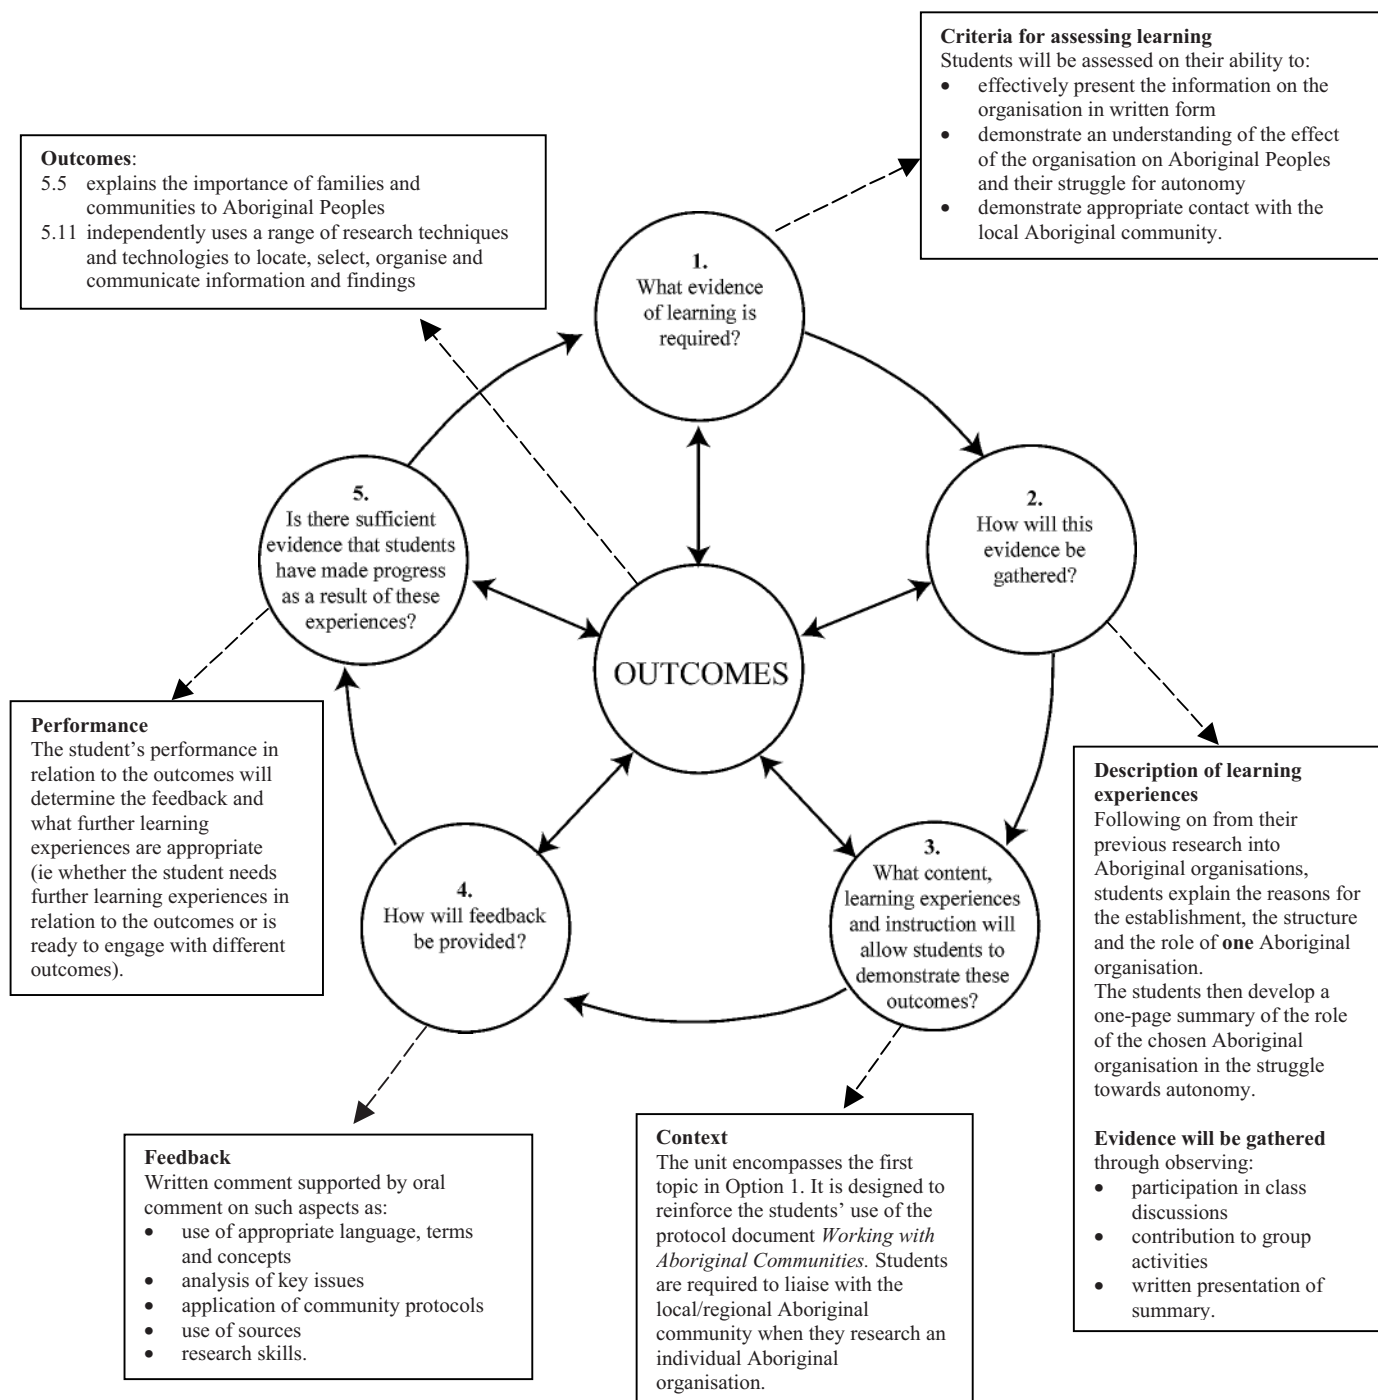 Criteria for assessing learning
Students will be assessed on their ability to:
• effectively present the information on the
organisation in written form
• demonstrate an understanding of the effect
of the organisation on Aboriginal Peoples
and their struggle for autonomy
• demonstrate appropriate contact with the
local Aboriginal community.
Outcomes:
5.5 explains the importance of families and
communities to Aboriginal Peoples
5.11 independently uses a range of research techniques
and technologies to locate, select, organise and
communicate information and findings
1.
What evidence
of learning is
required?
2.
How will this
evidence be
gathered?
5.
Is there sufficient
evidence that students
have made progress
as a result of these
experiences?
OUTCOMES
Performance
The student's performance in
relation to the outcomes will
determine the feedback and
what further learning
experiences are appropriate
(ie whether the student needs
further learning experiences in
relation to the outcomes or is
ready to engage with different
outcomes).
Description of learning
experiences
Following on from their
previous research into
Aboriginal organisations,
students explain the reasons for
the establishment, the structure
and the role of one Aboriginal
organisation.
The students then develop a
one-page summary of the role
of the chosen Aboriginal
organisation in the struggle
towards autonomy.
Evidence will be gathered
through observing:
• participation in class
discussions
• contribution to group
activities
• written presentation of
summary.
3.
What content,
learning experiences
and instruction will
allow students to
demonstrate these
outcomes?
4.
How will feedback
be provided?
Feedback
Written comment supported by oral
comment on such aspects as:
• use of appropriate language, terms
and concepts
• analysis of key issues
• application of community protocols
• use of sources
• research skills.
Context
The unit encompasses the first
topic in Option 1. It is designed to
reinforce the students' use of the
protocol document Working with
Aboriginal Communities. Students
are required to liaise with the
local/regional Aboriginal
community when they research an
individual Aboriginal
organisation.